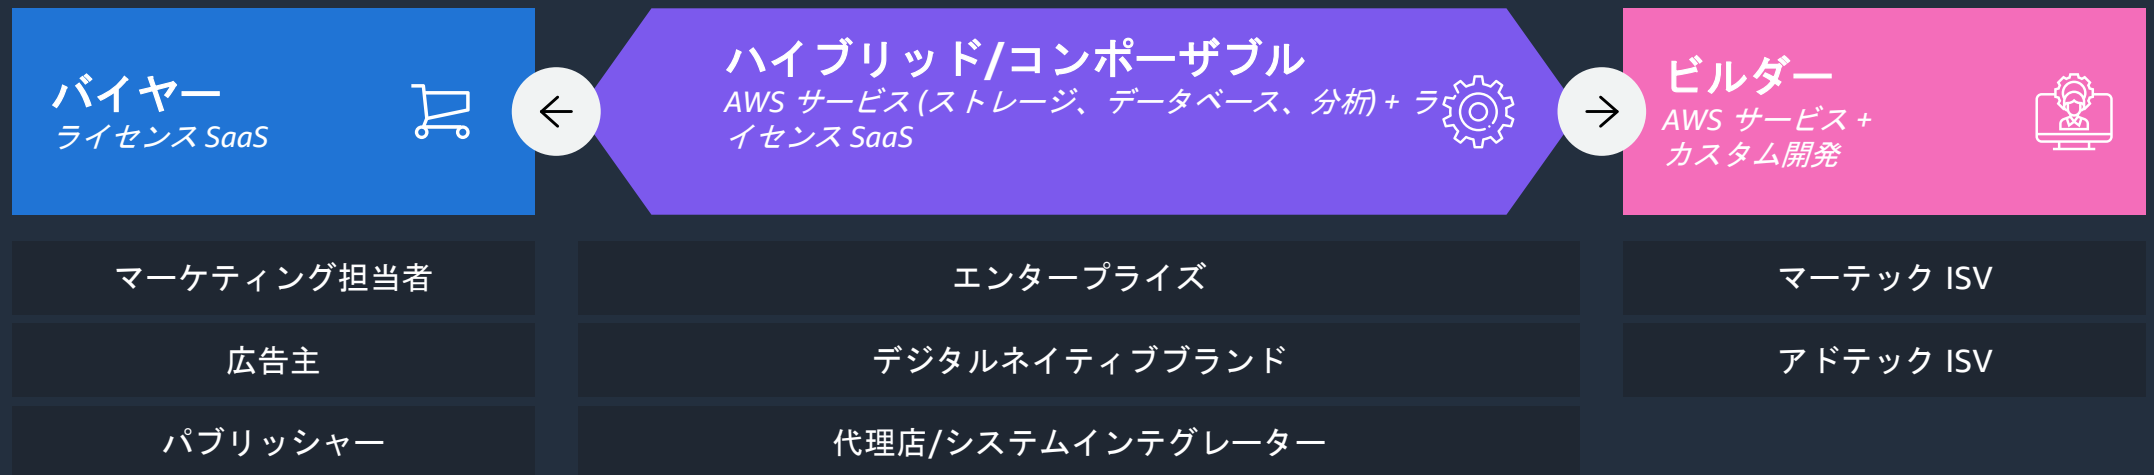 バイヤー
ライセンス SaaS
ハイブリッド/コンポーザブル
AWS サービス (ストレージ、データベース、分析) + ラ
イセンス SaaS
ビルダー
AWS サービス +
カスタム開発
マーケティング担当者
エンタープライズ
マーテック ISV
広告主
デジタルネイティブブランド
アドテック ISV
パブリッシャー
代理店/システムインテグレーター